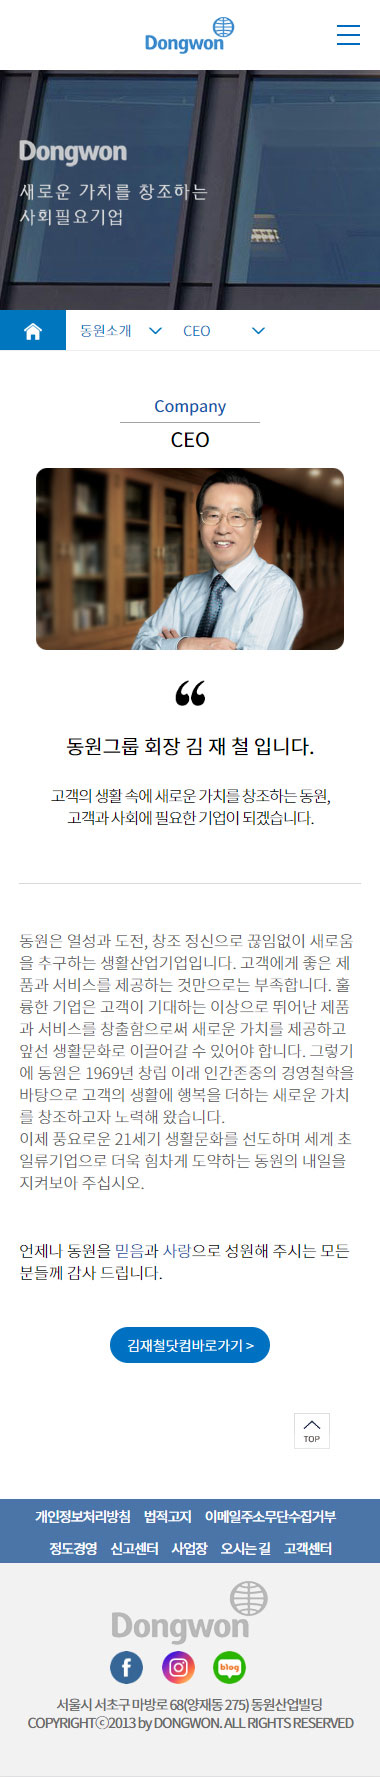 Dongwon
Dongwon
새로운 가치를 창조하는
사회필요기업
동원소개
CEO
Company
CEO
❝
동원그룹 회장 김 재 철 입니다.
고객의 생활 속에 새로운 가치를 창조하는 동원,
고객과 사회에 필요한 기업이 되겠습니다.
동원은 열성과 도전, 창조 정신으로 끊임없이 새로움
을 추구하는 생활산업기업입니다. 고객에게 좋은 제
품과 서비스를 제공하는 것만으로는 부족합니다. 훌
륭한 기업은 고객이 기대하는 이상으로 뛰어난 제품
과 서비스를 창출함으로써 새로운 가치를 제공하고
앞선 생활문화로 이끌어갈 수 있어야 합니다. 그렇기
에 동원은 1969년 창립 이래 인간존중의 경영철학을
바탕으로 고객의 생활에 행복을 더하는 새로운 가치
를 창조하고자 노력해 왔습니다.
이제 풍요로운 21세기 생활문화를 선도하며 세계 초
일류기업으로 더욱 힘차게 도약하는 동원의 내일을
지켜보아 주십시오.
언제나 동원을 믿음과 사랑으로 성원해 주시는 모든
분들께 감사 드립니다.
김재철닷컴바로가기 >
TOP
개인정보처리방침 법적고지 이메일주소무단수집거부
정도경영 신고센터 사업장 오시는 길 고객센터
Dongwon
f blog
서울시 서초구 마방로 68(양재동 275) 동원산업빌딩
COPYRIGHTⓒ2013 by DONGWON. ALL RIGHTS RESERVED